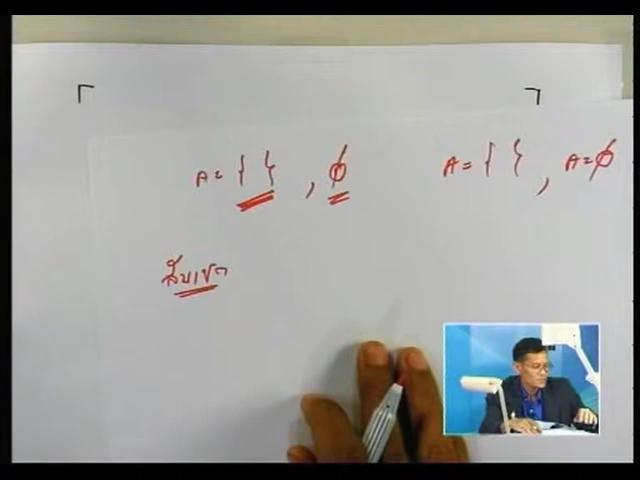 A = { } , ∅ A = { } , A = ∅
สับเซต